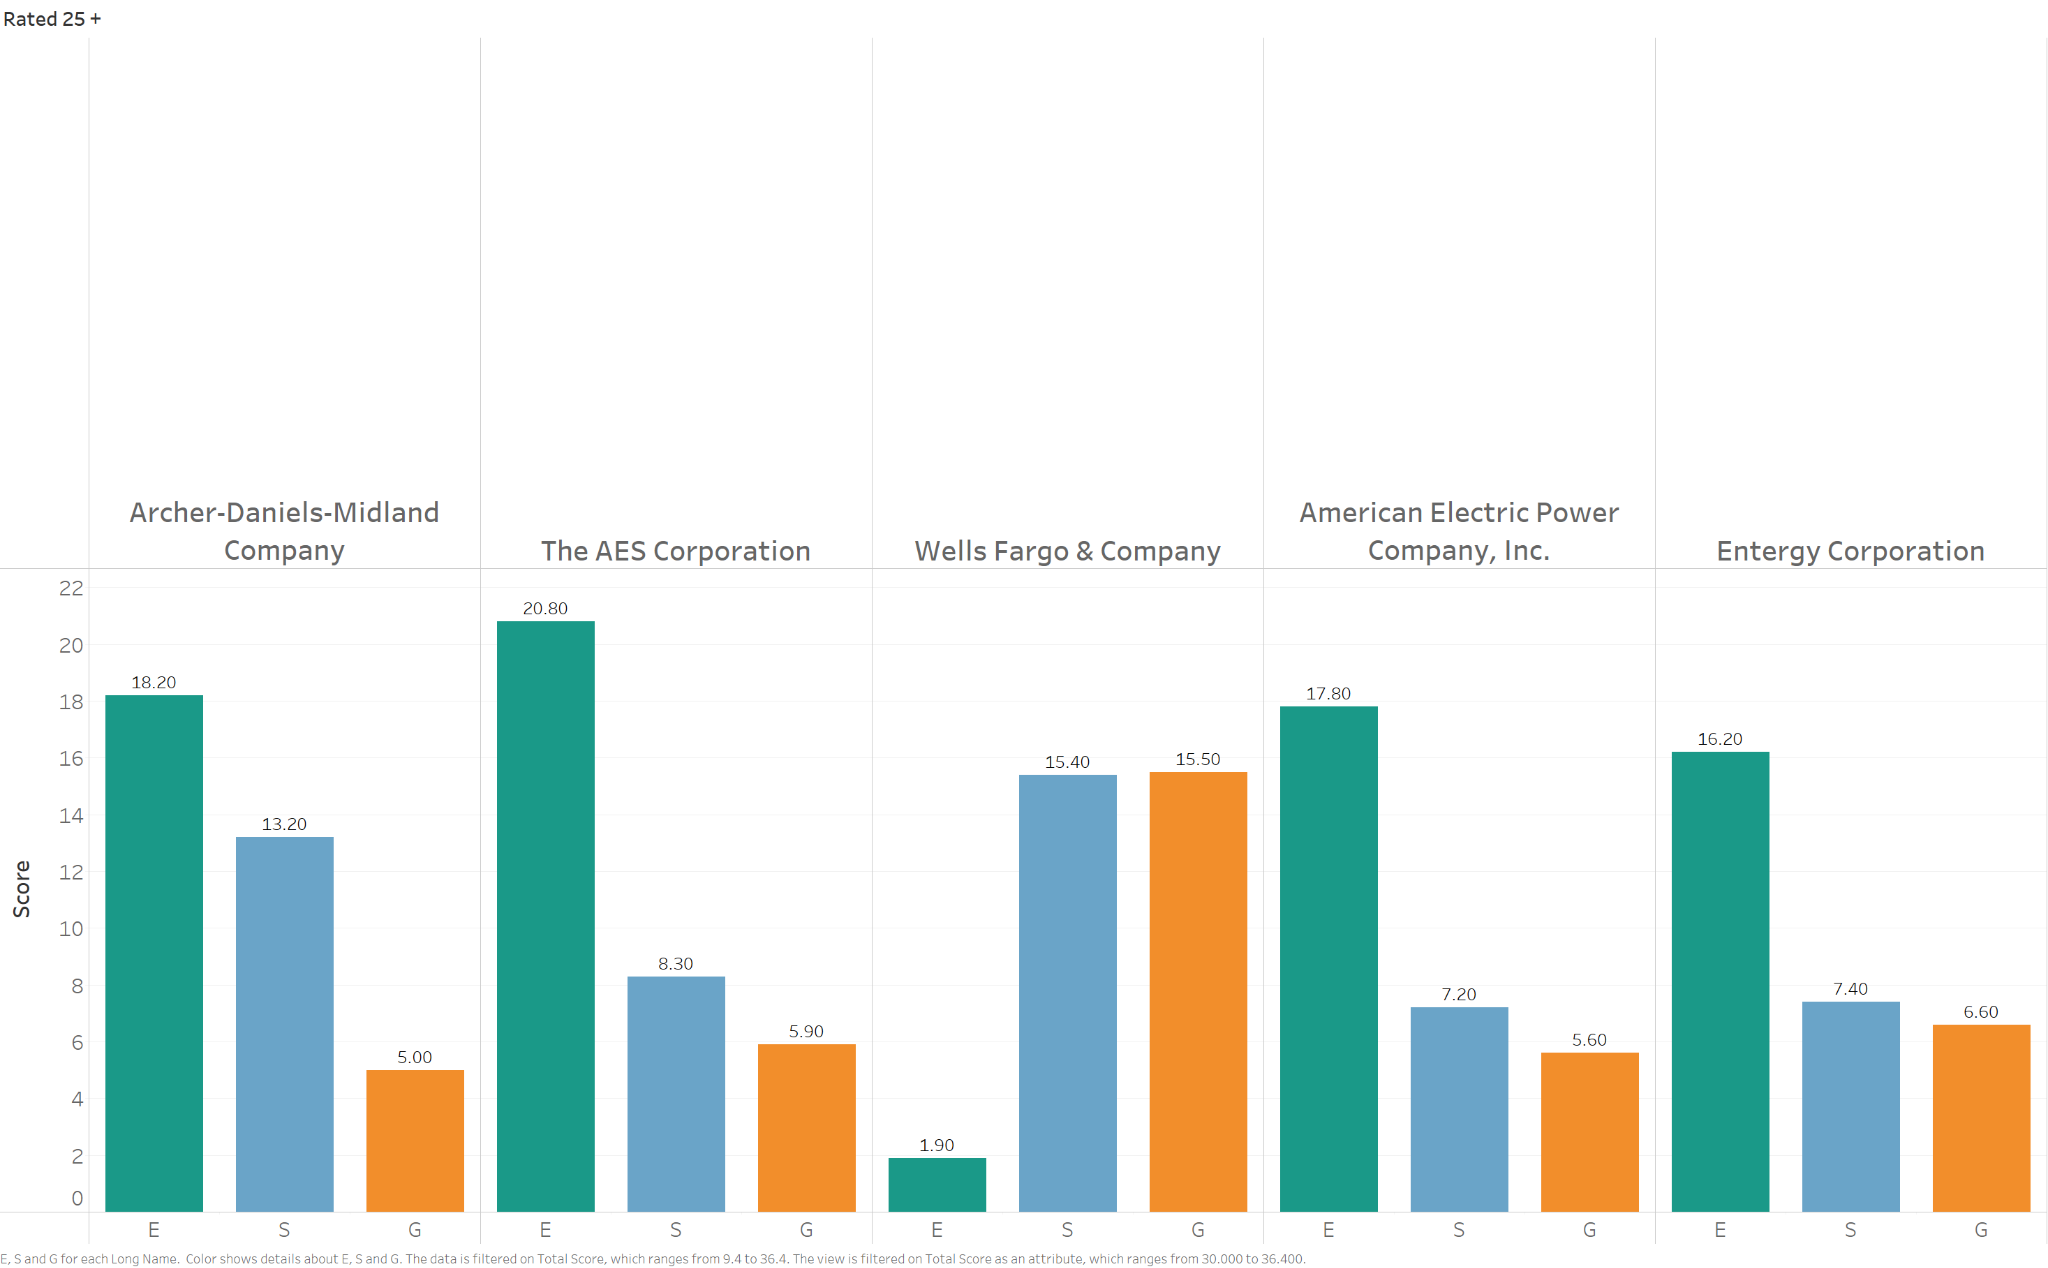 Rated 25 +
Archer-Daniels-Midland
Company
The AES Corporation
Wells Fargo & Company
American Electric Power
Company, Inc.
Entergy Corporation
22
20
18
16
14
12
10
8
6
4
2
0
Score
18.20
13.20
5.00
20.80
8.30
5.90
1.90
15.40
15.50
17.80
7.20
5.60
16.20
7.40
6.60
E S G E S G E S G E S G E S G
E, S and G for each Long Name. Color shows details about E, S and G. The data is filtered on Total Score, which ranges from 9.4 to 36.4. The view is filtered on Total Score as an attribute, which ranges from 30.000 to 36.400.